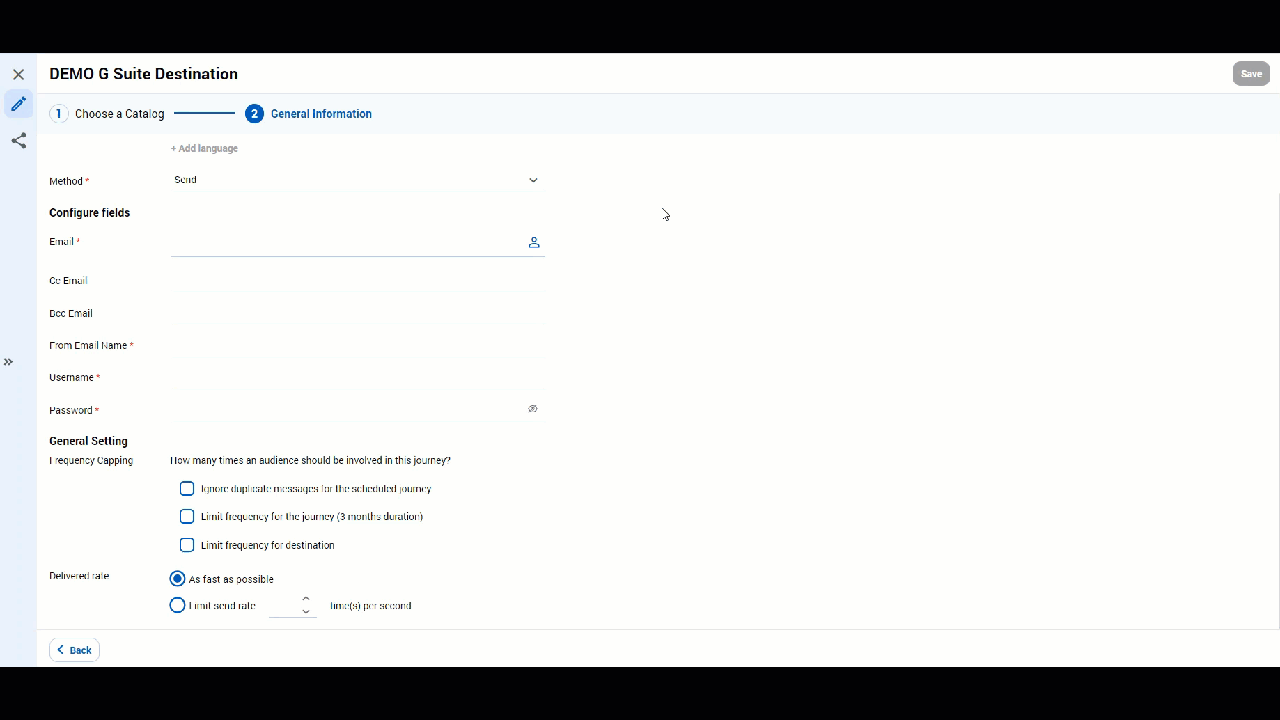 DEMO G Suite Destination
Save
1 Choose a Catalog
2 General Information
+ Add language
Method *
Send
Configure fields
Email *
Cc Email
Bcc Email
From Email Name *
Username *
Password *
General Setting
Frequency Capping
How many times an audience should be involved in this journey?
Ignore duplicate messages for the scheduled journey
Limit frequency for the journey (3 months duration)
Limit frequency for destination
Delivered rate
As fast as possible
Limit send rate
time(s) per second
Back